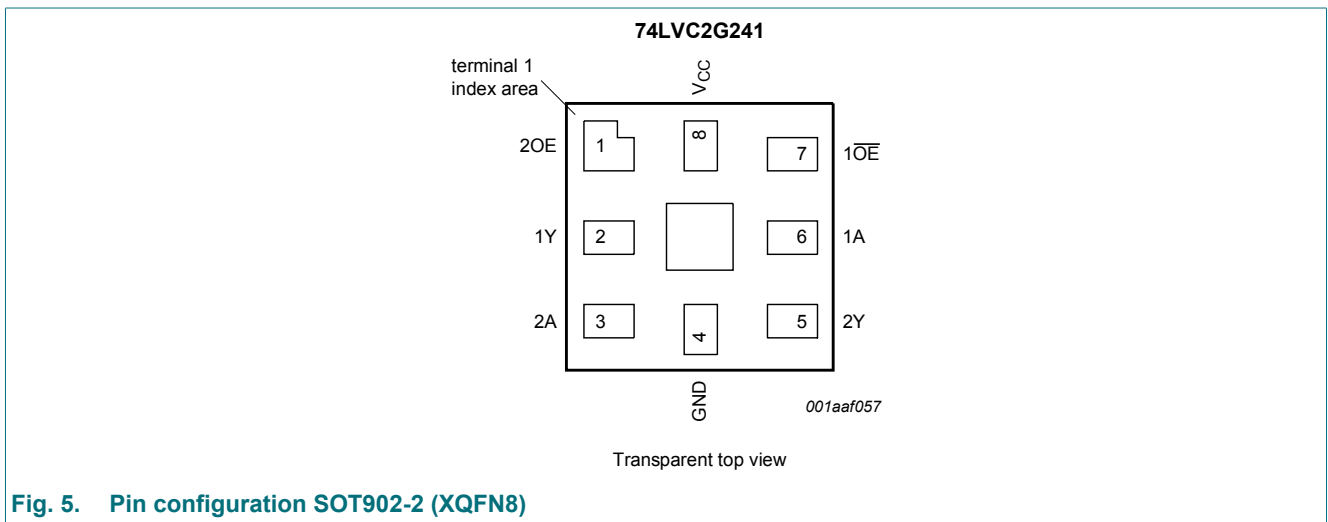 74LVC2G241
terminal 1
index area
VCC
2OE
1
8
7
1O̅E̅
1Y
2
6
1A
2A
3
4
5
2Y
GND
001aaf057
Transparent top view
Fig. 5. Pin configuration SOT902-2 (XQFN8)